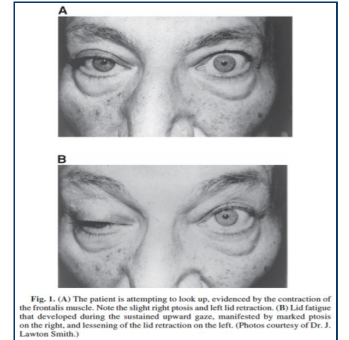 A
B
Fig. 1. (A) The patient is attempting to look up, evidenced by the contraction of
the frontalis muscle. Note the slight right ptosis and left lid retraction. (B) Lid fatigue
that developed during the sustained upward gaze, manifested by marked ptosis
on the right, and lessening of the lid retraction on the left. (Photos courtesy of Dr. J.
Lawton Smith.)